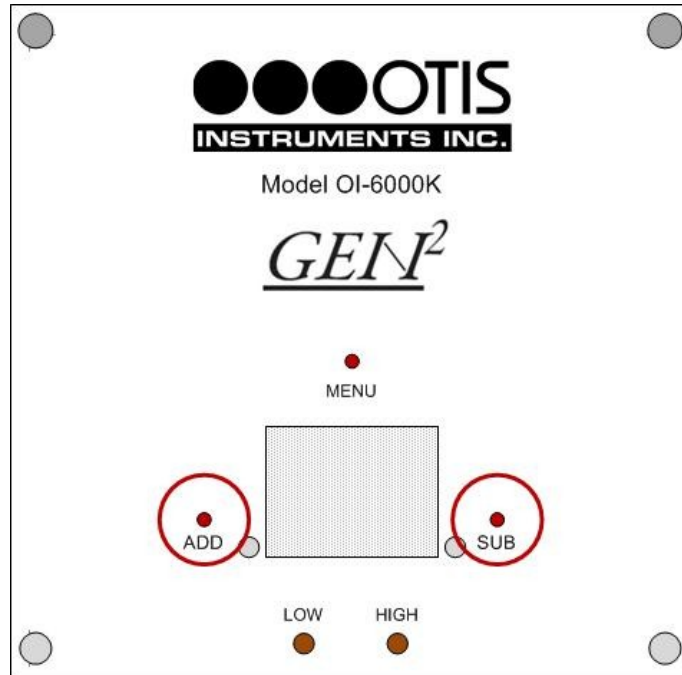 OTIS
INSTRUMENTS INC.
Model OI-6000K
GEN²
MENU
ADD SUB
LOW HIGH